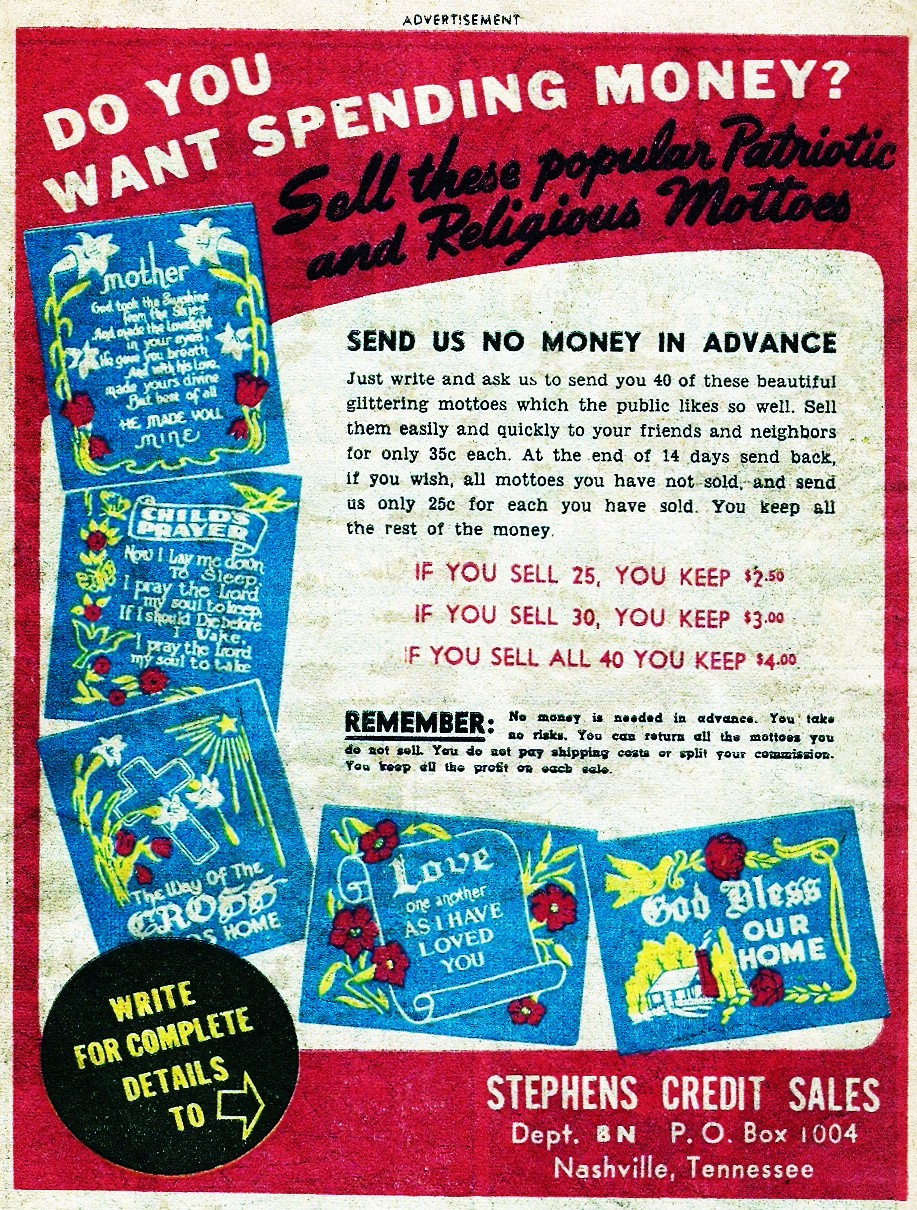 ADVERTISEMENT
DO YOU
WANT SPENDING MONEY?
Sell these popular Patriotic
and Religious Mottoes
mother
God took the Sunshine
from the Skies
And made the Lovelight
in your eyes;
He gave you breath
And with his love,
made yours divine
But best of all
HE MADE YOU
MINE
CHILD'S
PRAYER
Now I Lay me down
To Sleep,
I pray the Lord
my soul to keep,
If I should Die before
I Wake,
I pray the Lord
my soul to take
The Way Of The
CROSS
DS HOME
SEND US NO MONEY IN ADVANCE
Just write and ask us to send you 40 of these beautiful
glittering mottoes which the public likes so well. Sell
them easily and quickly to your friends and neighbors
for only 35c each. At the end of 14 days send back,
if you wish, all mottoes you have not sold, and send
us only 25c for each you have sold. You keep all
the rest of the money.
IF YOU SELL 25, YOU KEEP $2.50
IF YOU SELL 30, YOU KEEP $3.00
IF YOU SELL ALL 40 YOU KEEP $4.00
REMEMBER: No money is needed in advance. You take
no risks. You can return all the mottoes you
do not sell. You do not pay shipping costs or split your commission.
You keep all the profit on each sale.
Love
one another
AS I HAVE
LOVED
YOU
God Bless
OUR
HOME
WRITE
FOR COMPLETE
DETAILS
TO
STEPHENS CREDIT SALES
Dept. BN P. O. Box 1004
Nashville, Tennessee